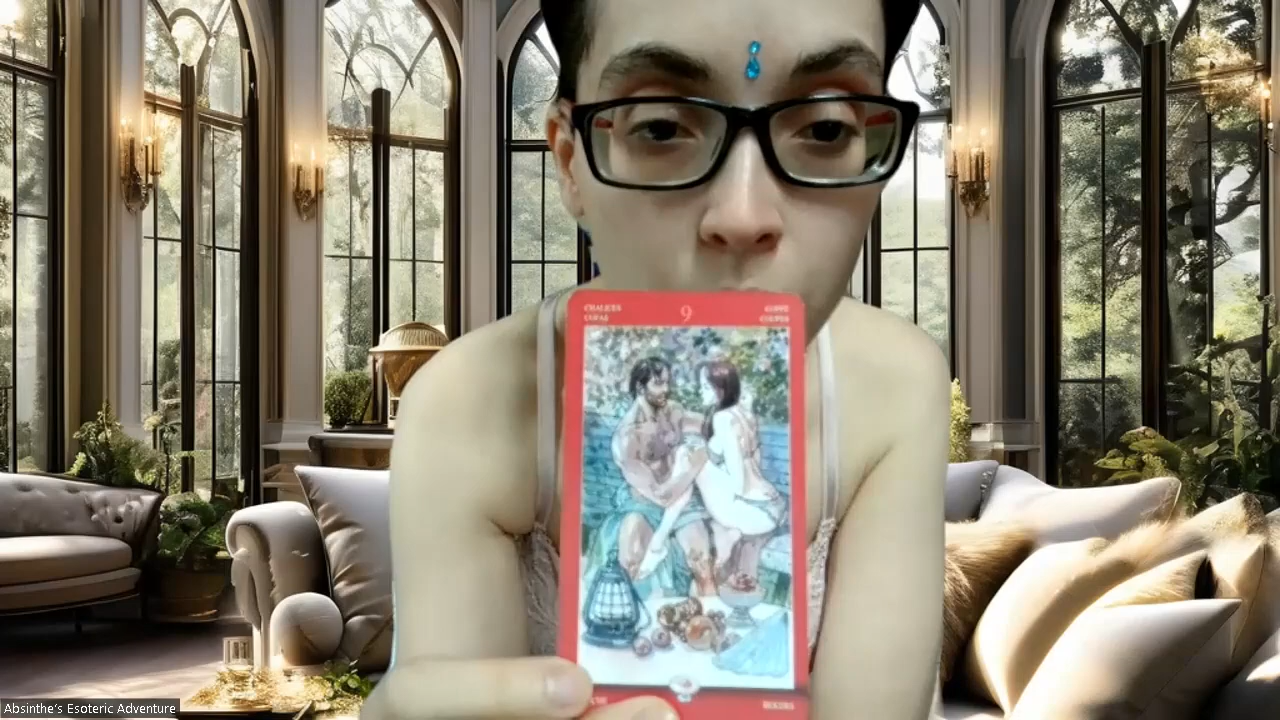 CHALICES
COPAS
9
COPPE
COUPES
Absinthe's Esoteric Adventure